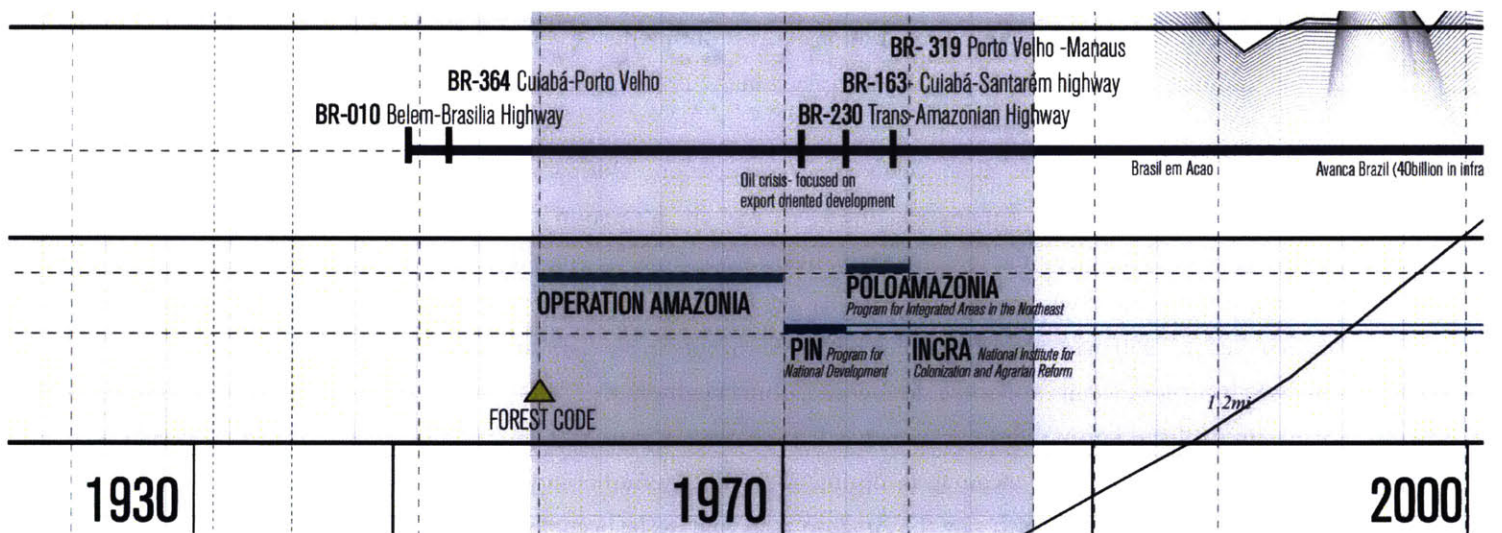 BR- 319 Porto Velho -Manaus
BR-364 Cuiabá-Porto Velho
BR-163- Cuiabá-Santarém highway
BR-010 Belem-Brasilia Highway
BR-230 Trans-Amazonian Highway
Oil crisis- focused on
export oriented development
Brasil em Acao
Avanca Brazil (40billion in infra
OPERATION AMAZONIA
POLOAMAZONIA
Program for Integrated Areas in the Northeast
PIN Program for
National Development
INCRA National Institute for
Colonization and Agrarian Reform
FOREST CODE
1,2mi
1930
1970
2000